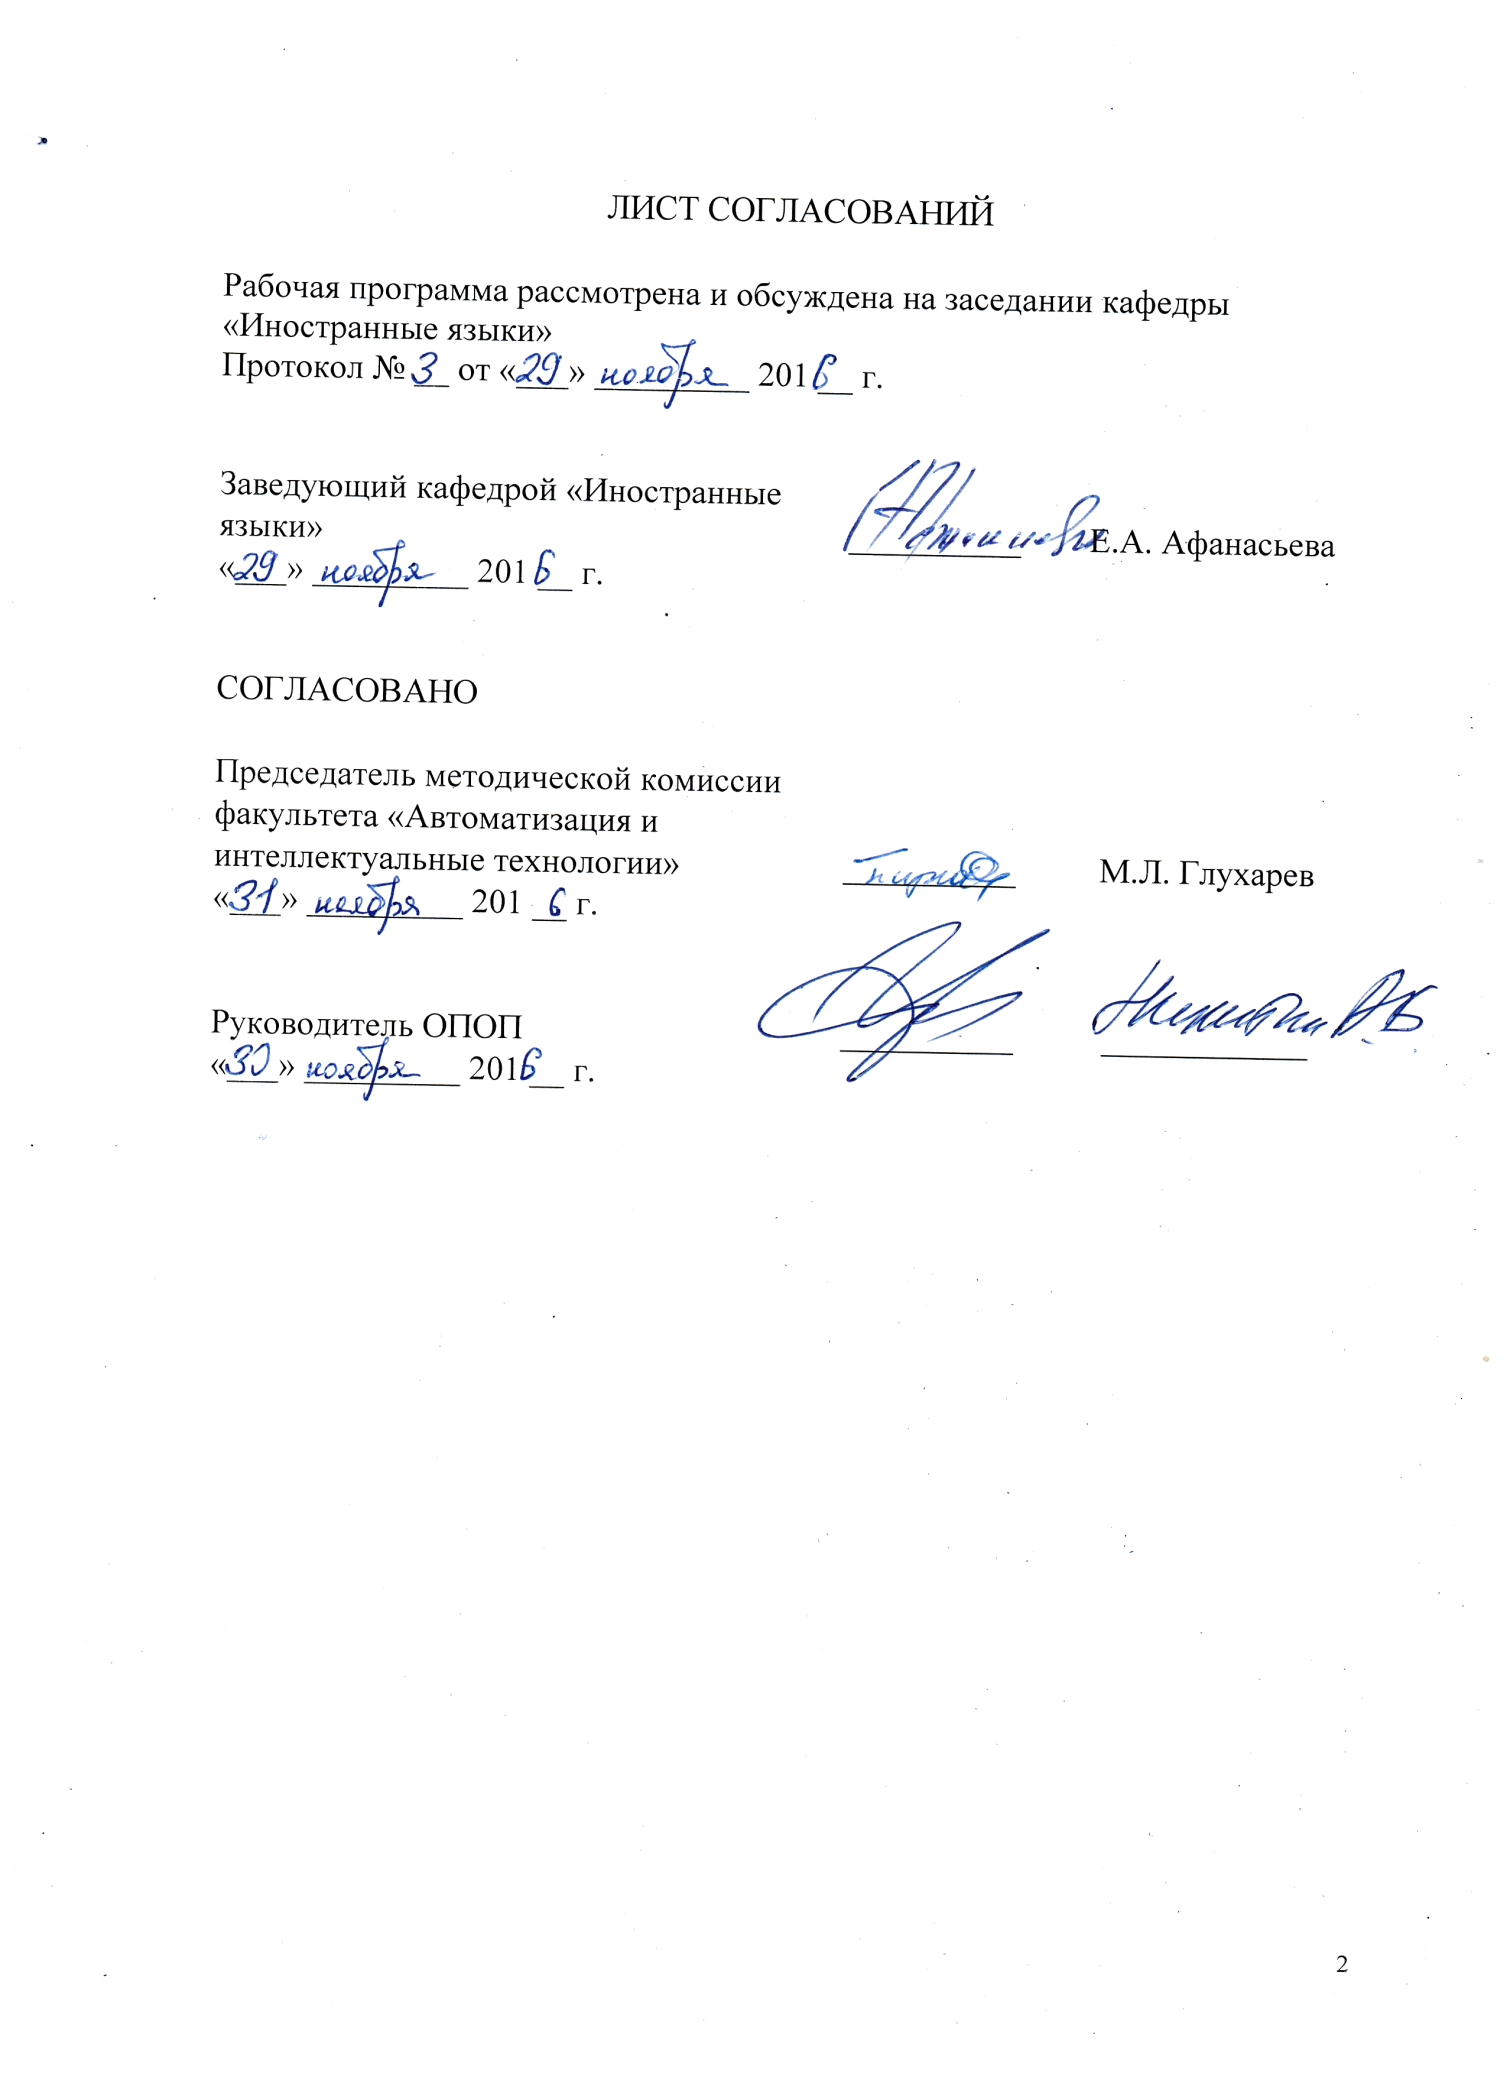 ЛИСТ СОГЛАСОВАНИЙ
Рабочая программа рассмотрена и обсуждена на заседании кафедры
«Иностранные языки»
Протокол № 3 от «29» ноября 2016 г.
Заведующий кафедрой «Иностранные
языки»
Е.А. Афанасьева
«29» ноября 2016 г.
СОГЛАСОВАНО
Председатель методической комиссии
факультета «Автоматизация и
интеллектуальные технологии»
М.Л. Глухарев
«31» ноября 2016 г.
Руководитель ОПОП
«30» ноября 2016 г.
2